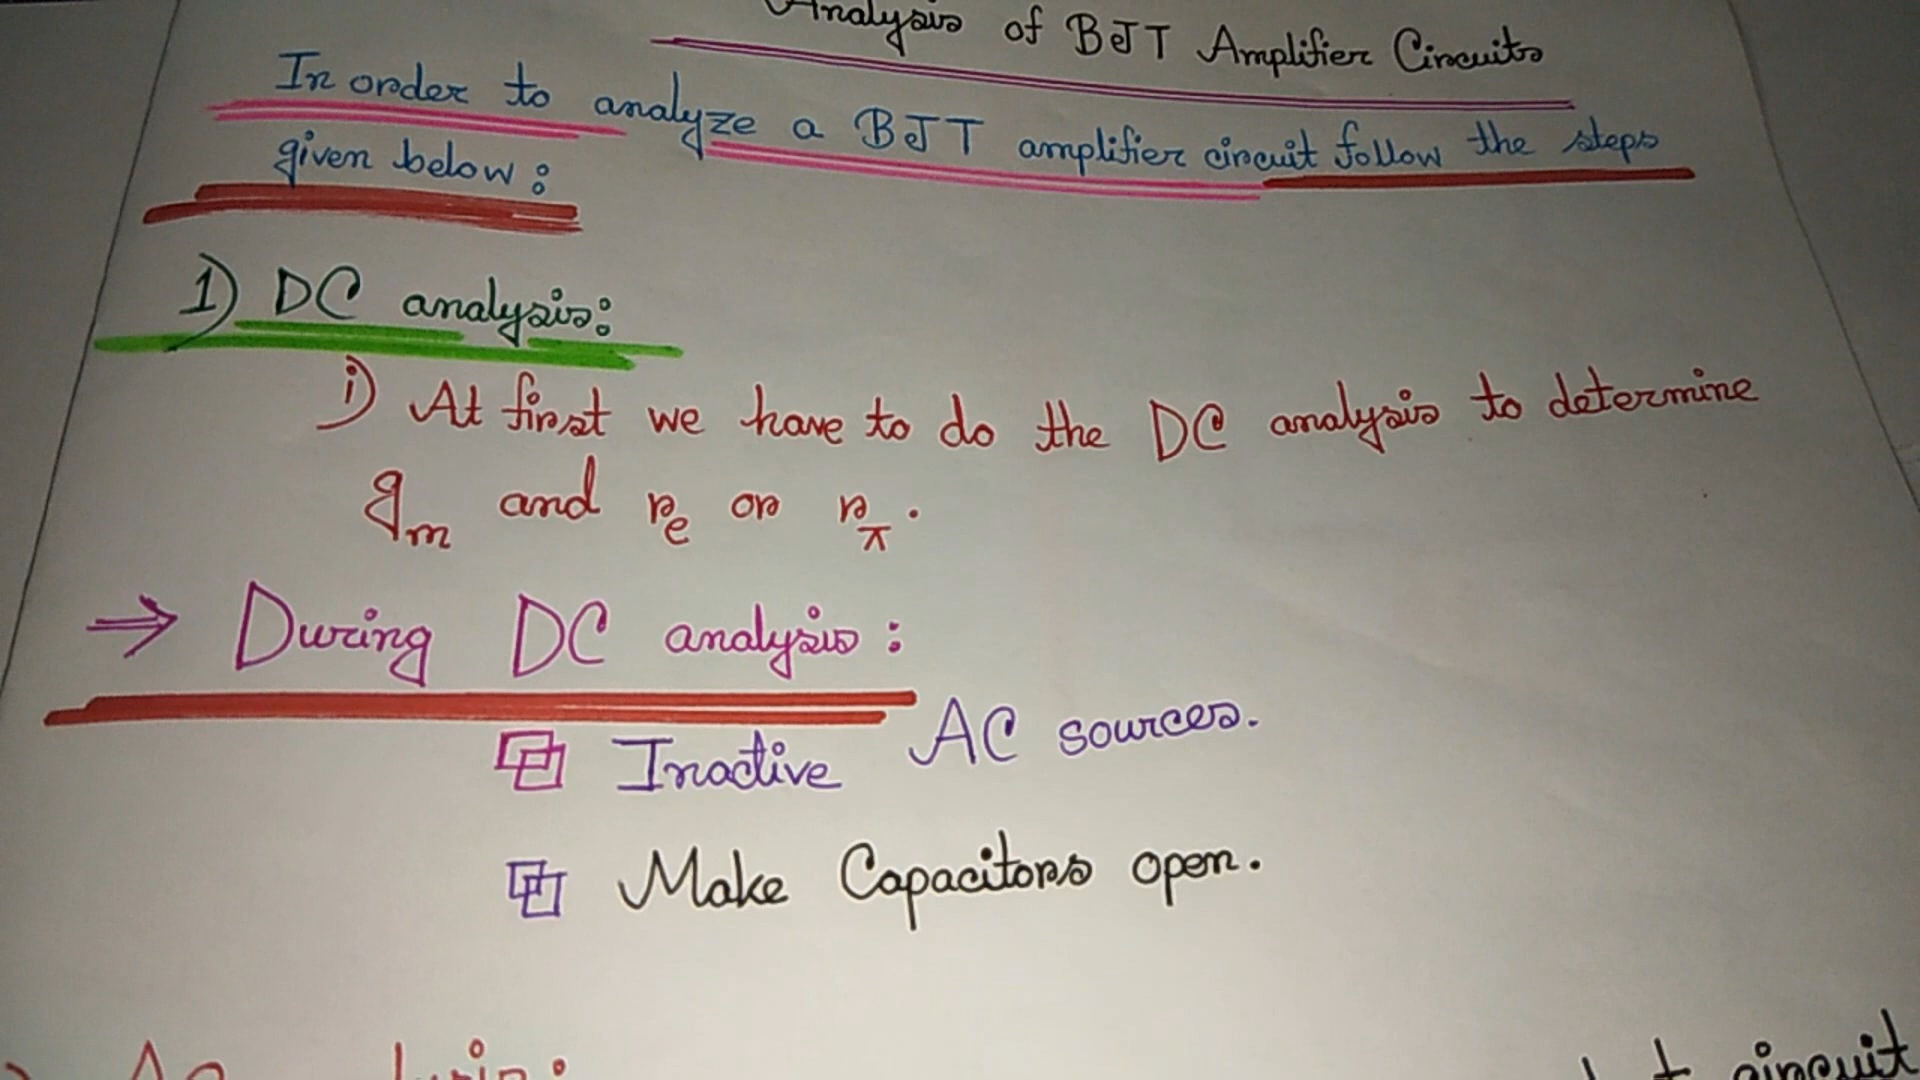 Analysis of BJT Amplifier Circuits
In order to analyze a BJT amplifier circuit follow the steps
given below:
1) DC analysis:
i) At first we have to do the DC analysis to determine
gm and re or rπ.
⇒ During DC analysis:
Inactive AC sources.
Make Capacitors open.
circuit